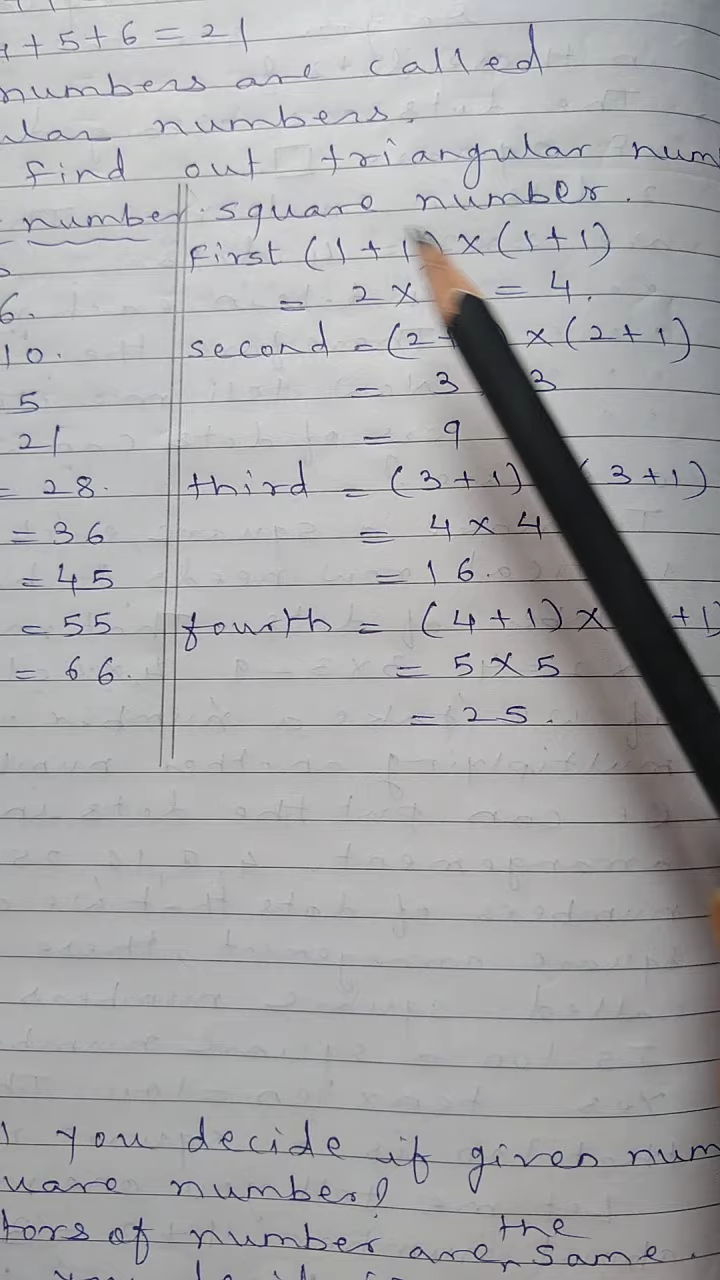 + 5 + 6 = 21
numbers are called
numbers.
find out triangular num
number. square number.
first (1 + 1) × (1 + 1)
6. = 2 × = 4.
10. second = (2 + ) × (2 + 1)
5 = 3 3
21 = 9
= 28. third = (3 + 1) (3 + 1)
= 36 = 4 × 4
= 45 = 16.
= 55 fourth = (4 + 1) × +1)
= 66. = 5 × 5
= 25.
you decide if given num
uare number?
tors of number are the same.